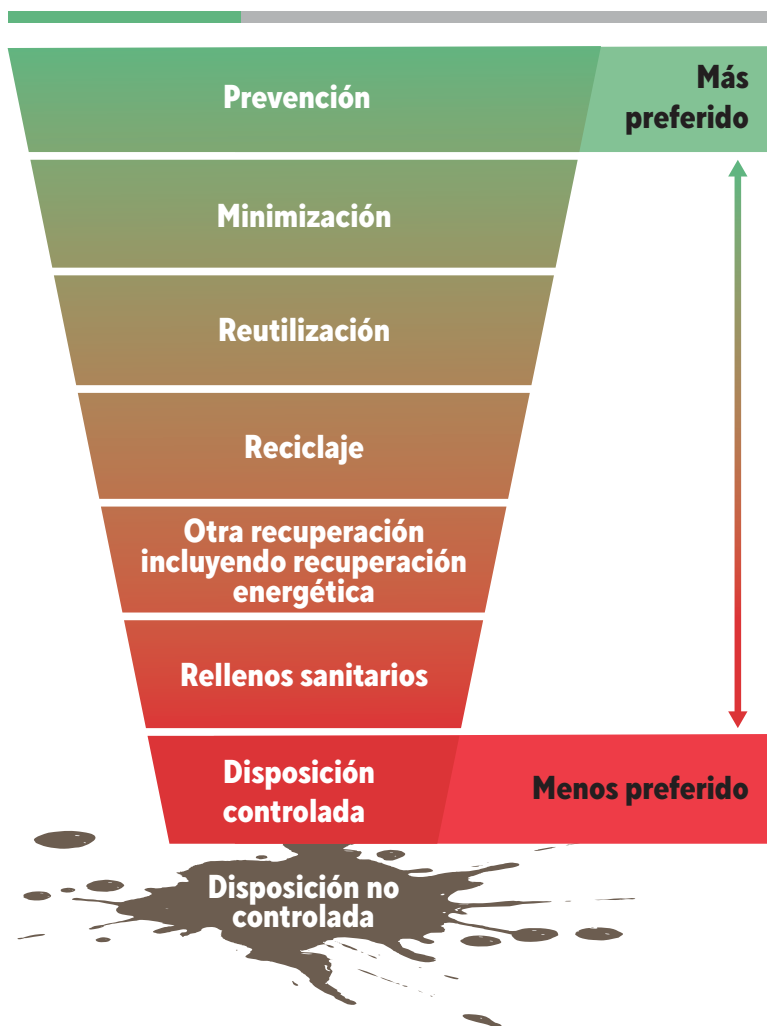 Prevención
Más
preferido
Minimización
Reutilización
Reciclaje
Otra recuperación
incluyendo recuperación
energética
Rellenos sanitarios
Disposición
controlada
Menos preferido
Disposición no
controlada